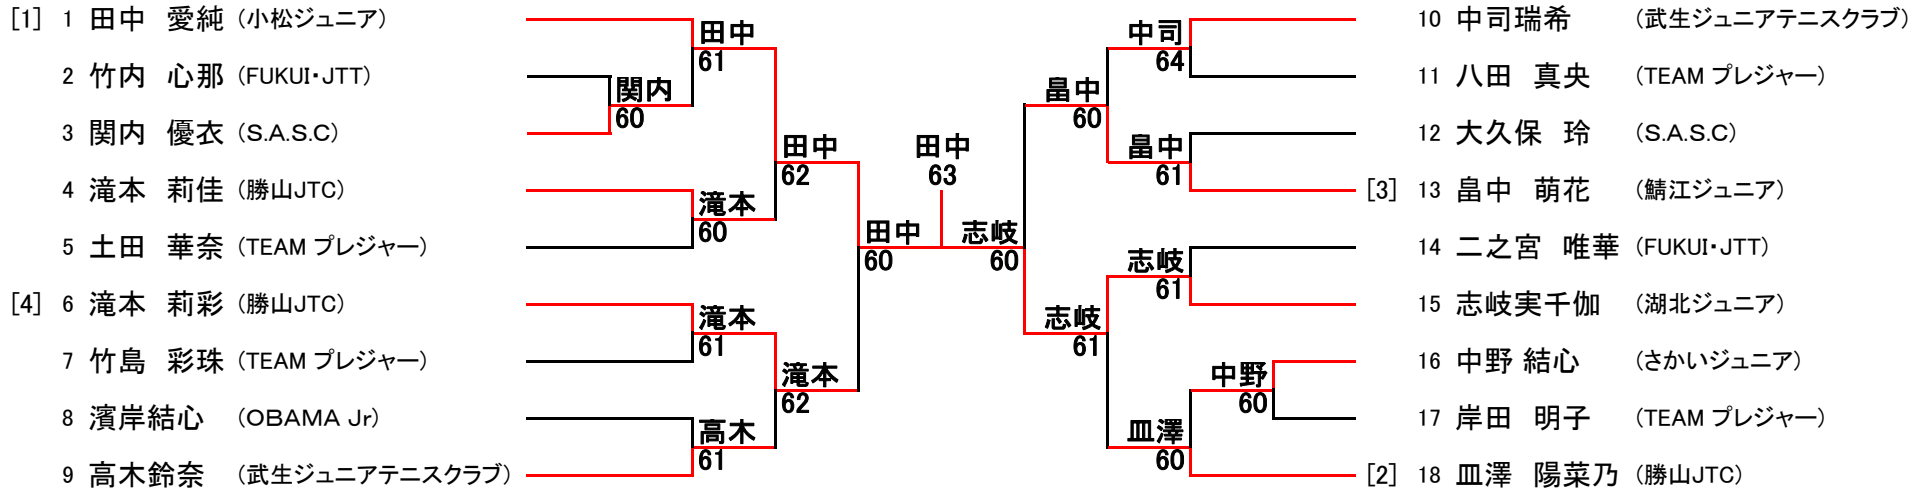 [1] 1 田中 愛純 (小松ジュニア)
2 竹内 心那 (FUKUI・JTT)
3 関内 優衣 (S.A.S.C)
4 滝本 莉佳 (勝山JTC)
5 土田 華奈 (TEAM プレジャー)
[4] 6 滝本 莉彩 (勝山JTC)
7 竹島 彩珠 (TEAM プレジャー)
8 濱岸結心 (OBAMA Jr)
9 高木鈴奈 (武生ジュニアテニスクラブ)
田中
61
関内
60
滝本
60
滝本
61
高木
61
田中
62
滝本
62
田中
60
田中
63
志岐
60
畠中
60
志岐
61
中司
64
畠中
61
志岐
61
中野
60
皿澤
60
10 中司瑞希 (武生ジュニアテニスクラブ)
11 八田 真央 (TEAM プレジャー)
12 大久保 玲 (S.A.S.C)
[3] 13 畠中 萌花 (鯖江ジュニア)
14 二之宮 唯華 (FUKUI・JTT)
15 志岐実千伽 (湖北ジュニア)
16 中野 結心 (さかいジュニア)
17 岸田 明子 (TEAM プレジャー)
[2] 18 皿澤 陽菜乃 (勝山JTC)